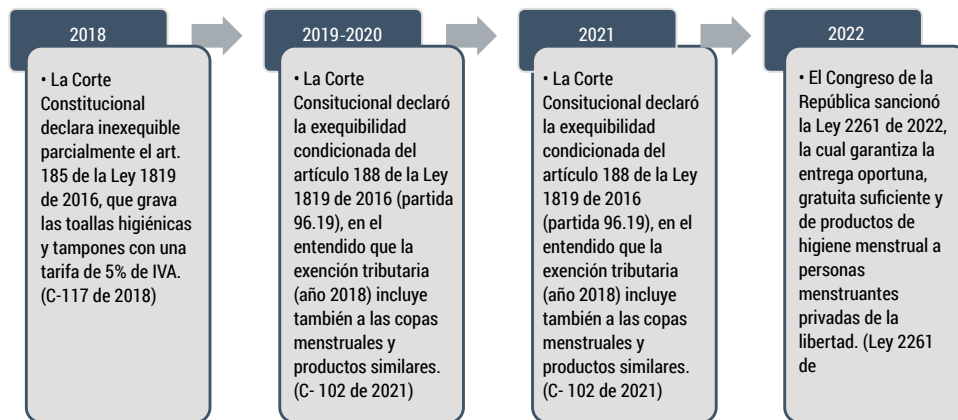 2018
• La Corte
Constitucional
declara inexequible
parcialmente el art.
185 de la Ley 1819
de 2016, que grava
las toallas higiénicas
y tampones con una
tarifa de 5% de IVA.
(C-117 de 2018)
2019-2020
• La Corte
Consitucional declaró
la exequibilidad
condicionada del
artículo 188 de la Ley
1819 de 2016 (partida
96.19), en el
entendido que la
exención tributaria
(año 2018) incluye
también a las copas
menstruales y
productos similares.
(C- 102 de 2021)
2021
• La Corte
Consitucional declaró
la exequibilidad
condicionada del
artículo 188 de la Ley
1819 de 2016
(partida 96.19), en el
entendido que la
exención tributaria
(año 2018) incluye
también a las copas
menstruales y
productos similares.
(C- 102 de 2021)
2022
• El Congreso de la
República sancionó
la Ley 2261 de 2022,
la cual garantiza la
entrega oportuna,
gratuita suficiente y
de productos de
higiene menstrual a
personas
menstruantes
privadas de la
libertad. (Ley 2261
de